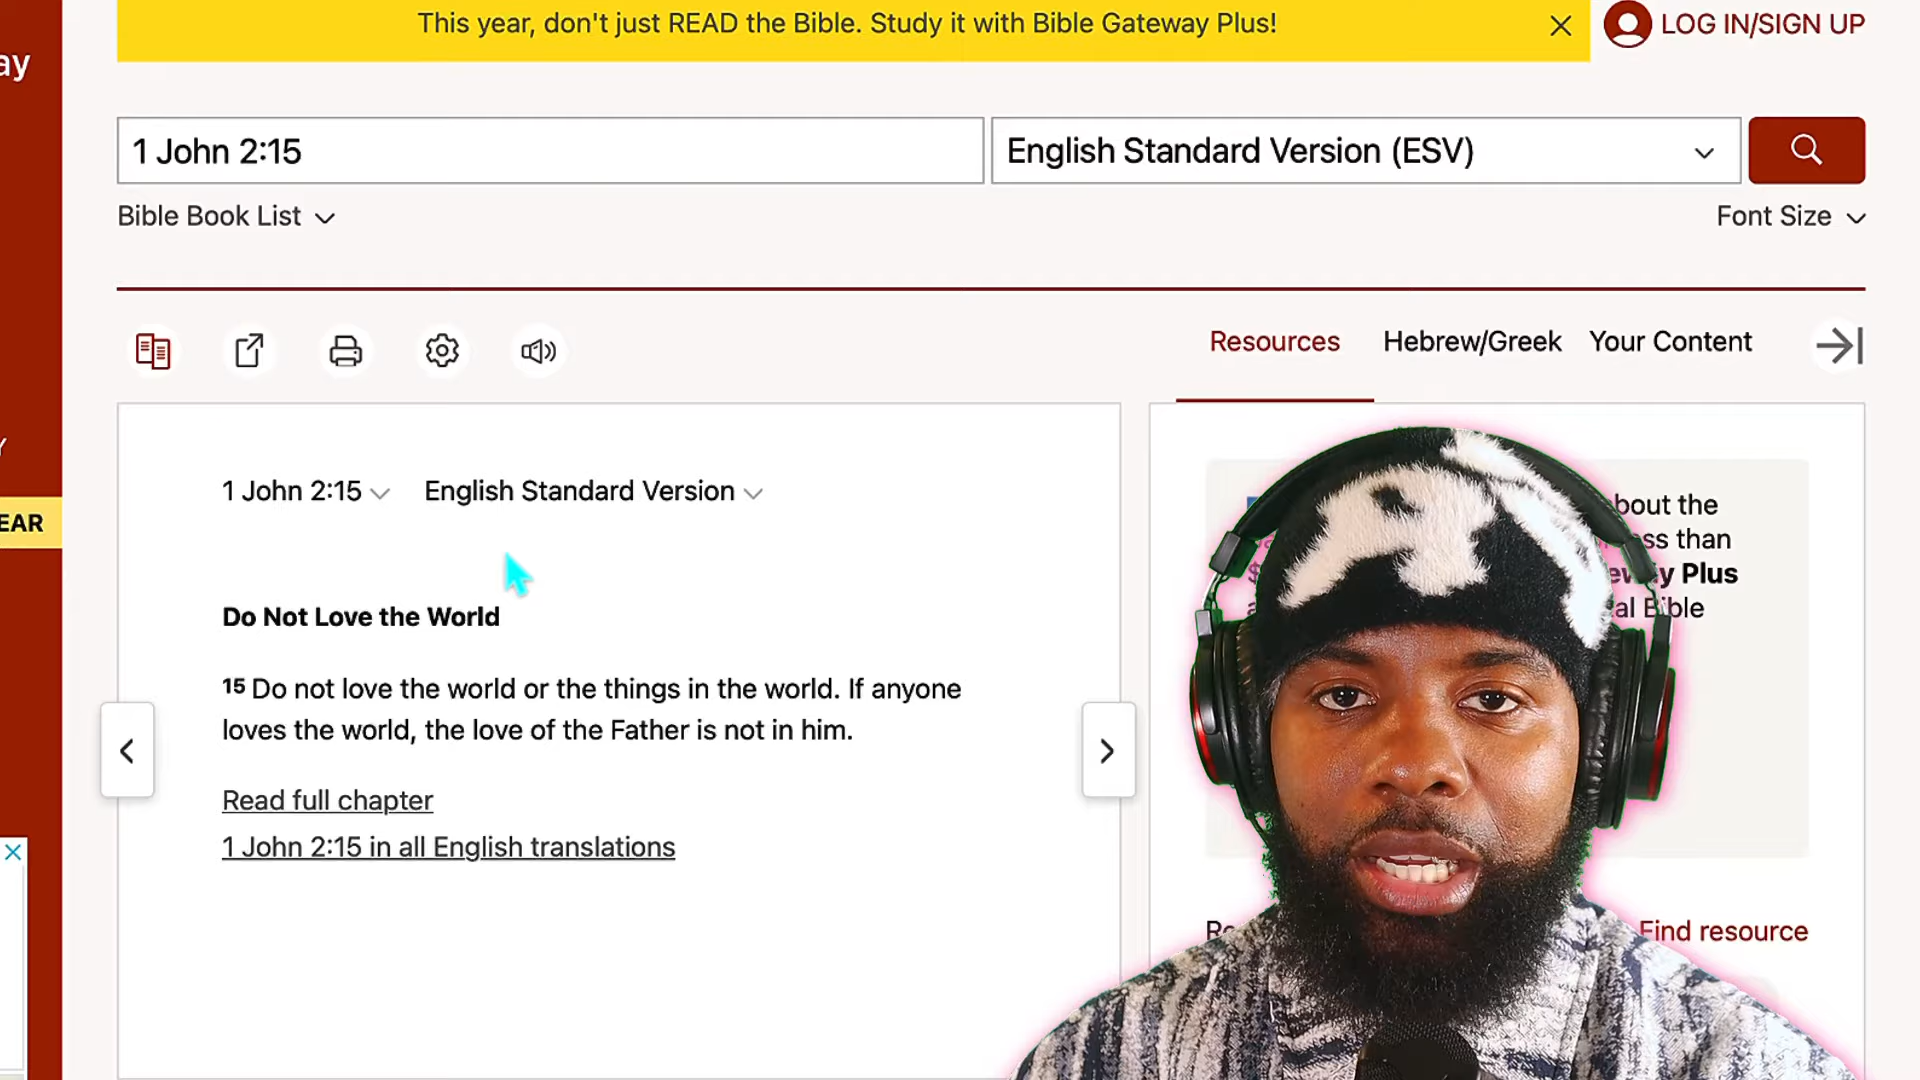 This year, don't just READ the Bible. Study it with Bible Gateway Plus!
LOG IN/SIGN UP
ay
1 John 2:15
English Standard Version (ESV)
Bible Book List
Font Size
Resources
Hebrew/Greek
Your Content
1 John 2:15
English Standard Version
EAR
Do Not Love the World
15 Do not love the world or the things in the world. If anyone
loves the world, the love of the Father is not in him.
Read full chapter
1 John 2:15 in all English translations
bout the
ss than
y Plus
al Bible
Find resource